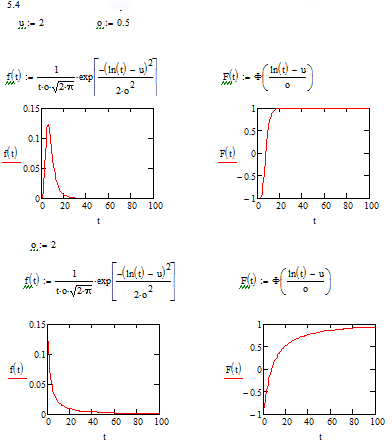 5.4
u := 2 o := 0.5
f(t) := 1/(t·o·√(2·π))·exp[−(ln(t) − u)²/(2·o²)] F(t) := Φ((ln(t) − u)/o)
0.15
0.1
f(t)
0.05
0
0 20 40 60 80 100
t
1
0.5
F(t) 0
− 0.5
− 1
0 20 40 60 80 100
t
o := 2
f(t) := 1/(t·o·√(2·π))·exp[−(ln(t) − u)²/(2·o²)] F(t) := Φ((ln(t) − u)/o)
0.15
0.1
f(t)
0.05
0
0 20 40 60 80 100
t
1
0.5
F(t) 0
− 0.5
− 1
0 20 40 60 80 100
t